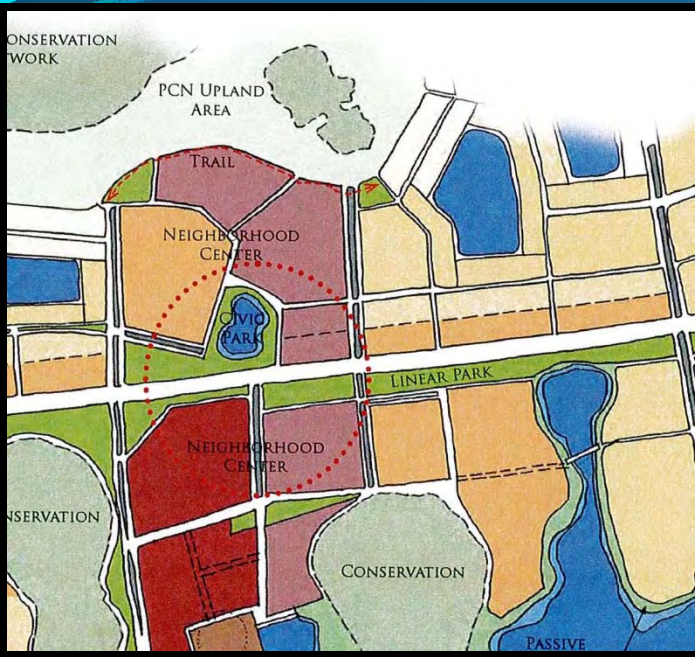 ONSERVATION
TWORK
PCN UPLAND
AREA
TRAIL
NEIGHBORHOOD
CENTER
CIVIC
PARK
LINEAR PARK
NEIGHBORHOOD
CENTER
NSERVATION
CONSERVATION
PASSIVE